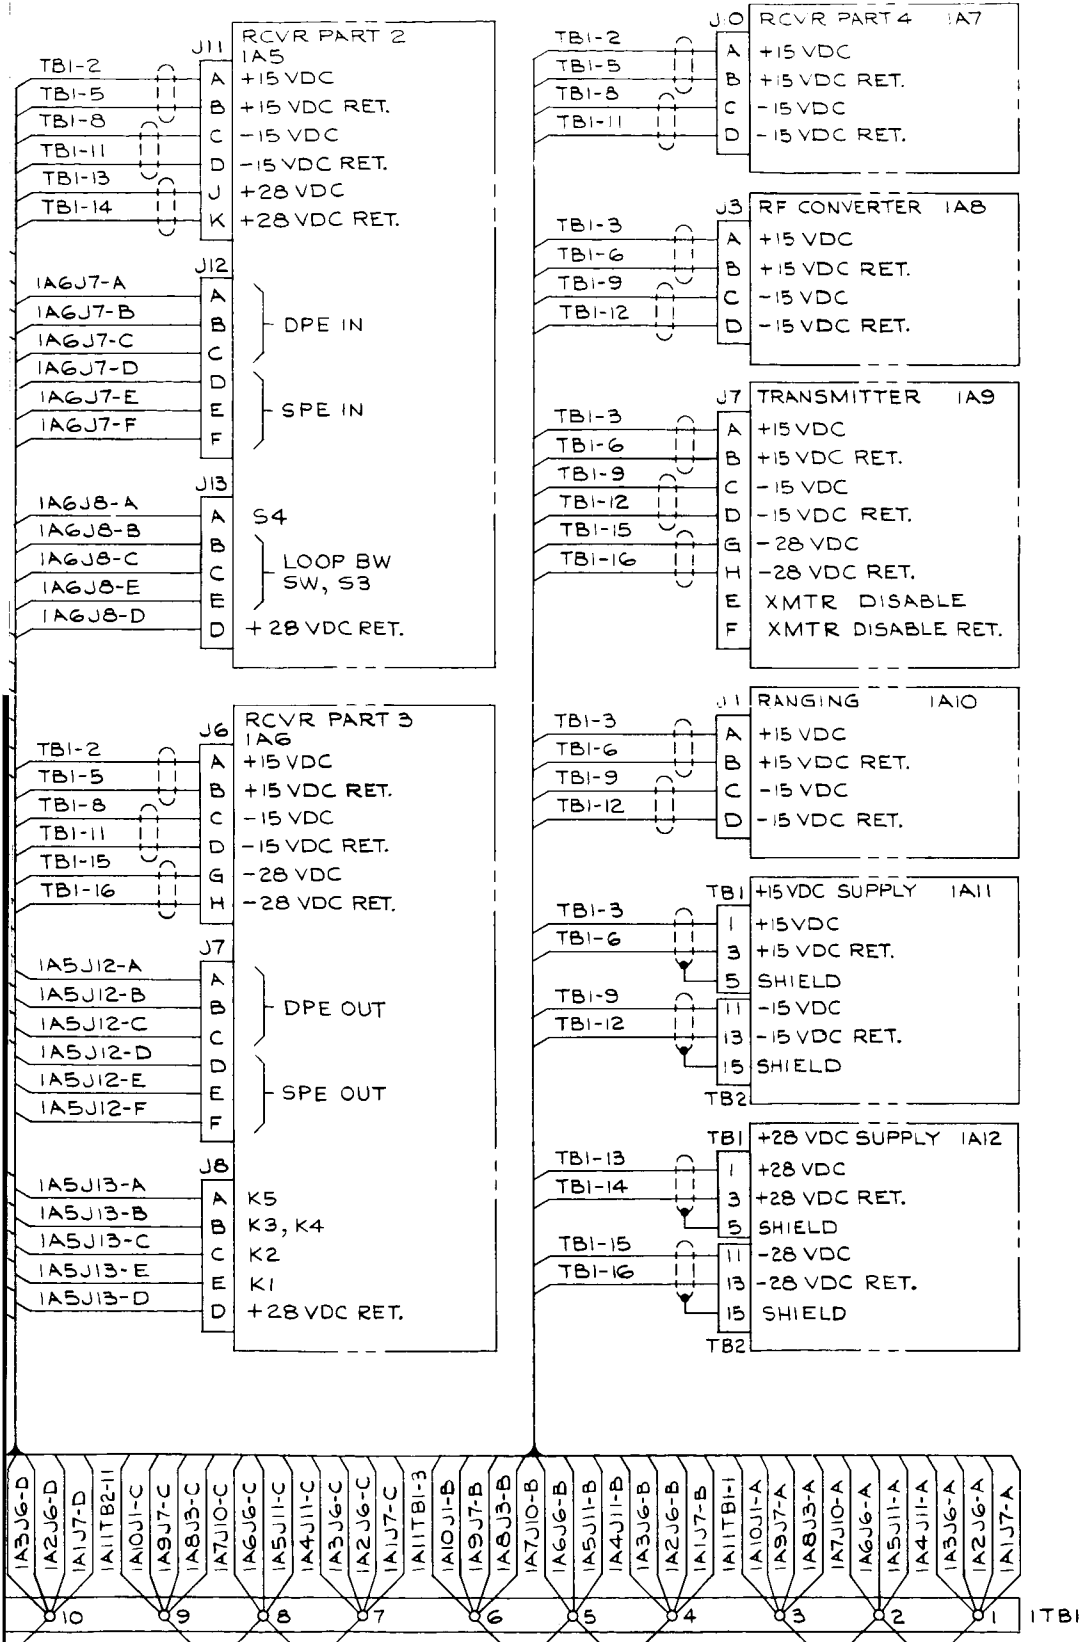 RCVR PART 2
1A5
J11
TB1-2 A +15 VDC
TB1-5 B +15 VDC RET.
TB1-8 C -15 VDC
TB1-11 D -15 VDC RET.
TB1-13 J +28 VDC
TB1-14 K +28 VDC RET.
J12
1A6J7-A A
1A6J7-B B DPE IN
1A6J7-C C
1A6J7-D D
1A6J7-E E SPE IN
1A6J7-F F
J13
1A6J8-A A S4
1A6J8-B B
1A6J8-C C LOOP BW
SW, S3
1A6J8-E E
1A6J8-D D +28 VDC RET.
RCVR PART 3
1A6
J6
TB1-2 A +15 VDC
TB1-5 B +15 VDC RET.
TB1-8 C -15 VDC
TB1-11 D -15 VDC RET.
TB1-15 G -28 VDC
TB1-16 H -28 VDC RET.
J7
1A5J12-A A
1A5J12-B B DPE OUT
1A5J12-C C
1A5J12-D D
1A5J12-E E SPE OUT
1A5J12-F F
J8
1A5J13-A A K5
1A5J13-B B K3, K4
1A5J13-C C K2
1A5J13-E E K1
1A5J13-D D +28 VDC RET.
J10 RCVR PART 4 1A7
TB1-2 A +15 VDC
TB1-5 B +15 VDC RET.
TB1-8 C -15 VDC
TB1-11 D -15 VDC RET.
J3 RF CONVERTER 1A8
TB1-3 A +15 VDC
TB1-6 B +15 VDC RET.
TB1-9 C -15 VDC
TB1-12 D -15 VDC RET.
J7 TRANSMITTER 1A9
TB1-3 A +15 VDC
TB1-6 B +15 VDC RET.
TB1-9 C -15 VDC
TB1-12 D -15 VDC RET.
TB1-15 G -28 VDC
TB1-16 H -28 VDC RET.
E XMTR DISABLE
F XMTR DISABLE RET.
J1 RANGING 1A10
TB1-3 A +15 VDC
TB1-6 B +15 VDC RET.
TB1-9 C -15 VDC
TB1-12 D -15 VDC RET.
TB1 +15 VDC SUPPLY 1A11
TB1-3 1 +15 VDC
TB1-6 3 +15 VDC RET.
5 SHIELD
TB1-9 11 -15 VDC
TB1-12 13 -15 VDC RET.
15 SHIELD
TB2
TB1 +28 VDC SUPPLY 1A12
TB1-13 1 +28 VDC
TB1-14 3 +28 VDC RET.
5 SHIELD
TB1-15 11 -28 VDC
TB1-16 13 -28 VDC RET.
15 SHIELD
TB2
1A3J6-D
1A2J6-D
1A1J7-D
1A11TB2-11
1A10J1-C
1A9J7-C
1A8J3-C
1A7J10-C
1A6J6-C
1A5J11-C
1A4J11-C
1A3J6-C
1A2J6-C
1A1J7-C
1A11TB1-3
1A10J1-B
1A9J7-B
1A8J3-B
1A7J10-B
1A6J6-B
1A5J11-B
1A4J11-B
1A3J6-B
1A2J6-B
1A1J7-B
1A11TB1-1
1A10J1-A
1A9J7-A
1A8J3-A
1A7J10-A
1A6J6-A
1A5J11-A
1A4J11-A
1A3J6-A
1A2J6-A
1A1J7-A
10 9 8 7 6 5 4 3 2 1 1TB1